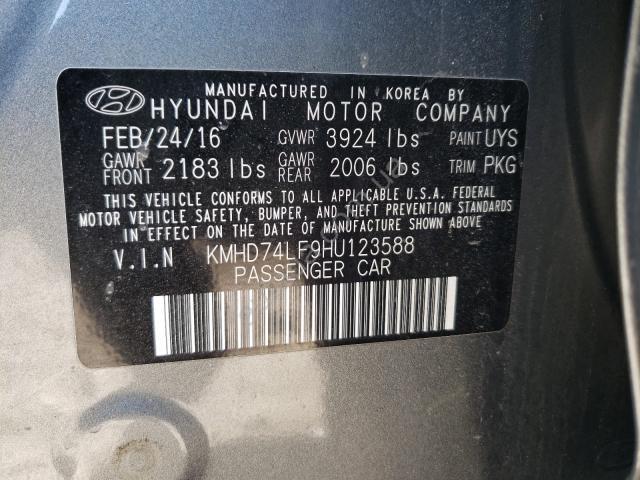 MANUFACTURED IN KOREA BY
HYUNDAI MOTOR COMPANY
FEB/24/16 GVWR 3924 lbs PAINT UYS
GAWR FRONT 2183 lbs GAWR REAR 2006 lbs TRIM PKG
THIS VEHICLE CONFORMS TO ALL APPLICABLE U.S.A. FEDERAL
MOTOR VEHICLE SAFETY, BUMPER, AND THEFT PREVENTION STANDARDS
IN EFFECT ON THE DATE OF MANUFACTURE SHOWN ABOVE
V.I.N KMHD74LF9HU123588
PASSENGER CAR